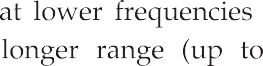 at lower frequencies
longer range (up to